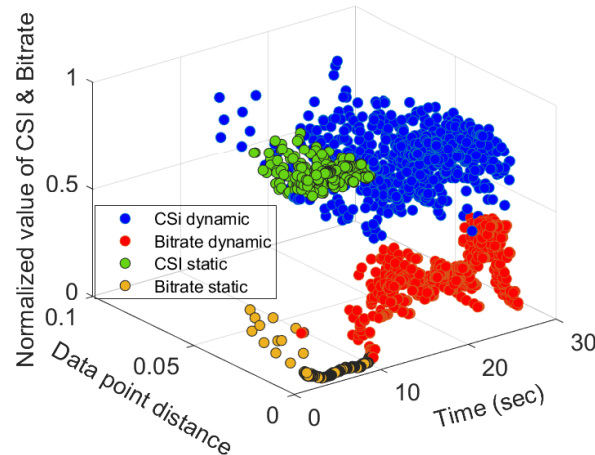 Normalized value of CSI & Bitrate
1
0.5
0
CSi dynamic
Bitrate dynamic
CSI static
Bitrate static
0.1
0.05
0
Data point distance
0
10
20
30
Time (sec)